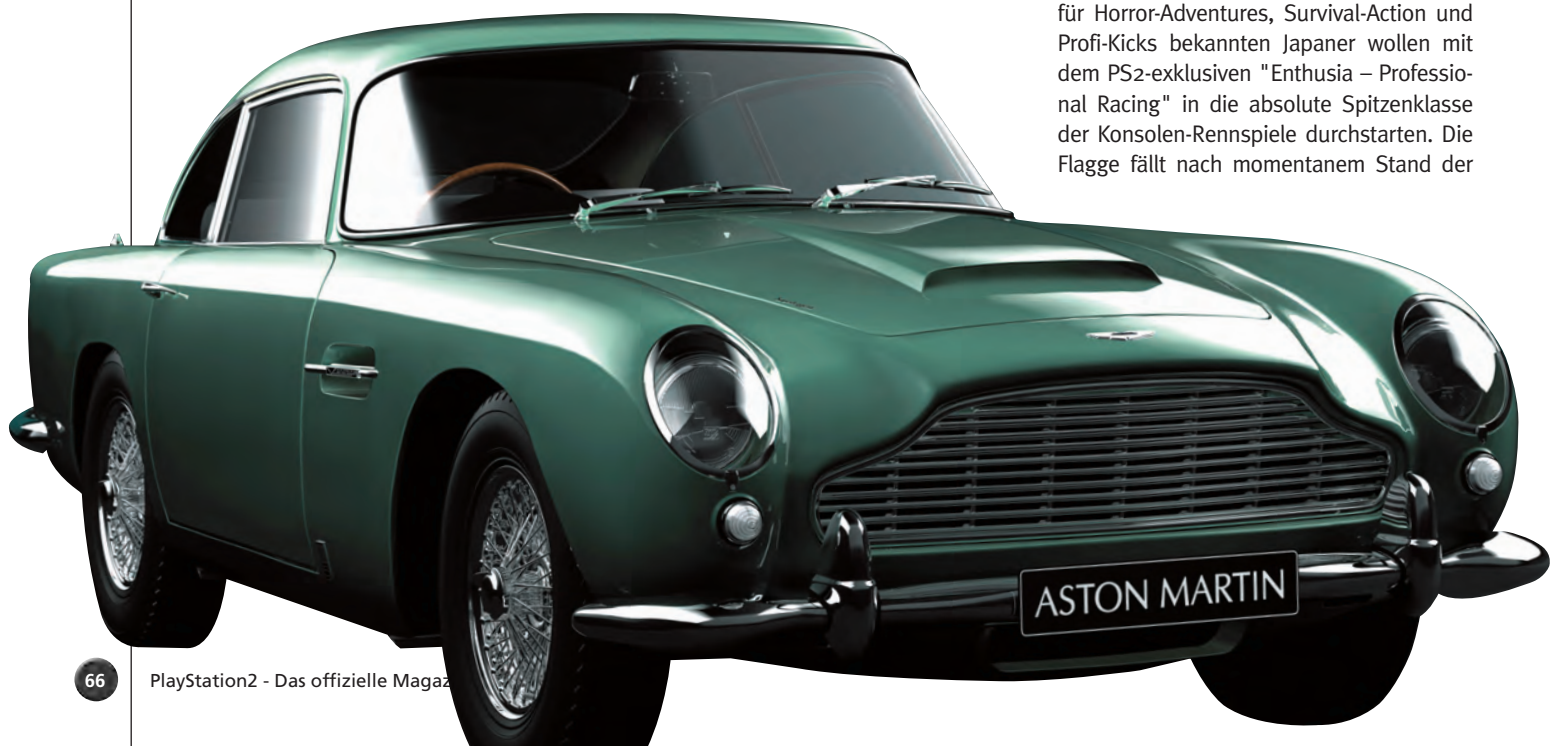 für Horror-Adventures, Survival-Action und
Profi-Kicks bekannten Japaner wollen mit
dem PS2-exklusiven "Enthusia – Professio-
nal Racing" in die absolute Spitzenklasse
der Konsolen-Rennspiele durchstarten. Die
Flagge fällt nach momentanem Stand der
ASTON MARTIN
66
PlayStation2 - Das offizielle Magaz